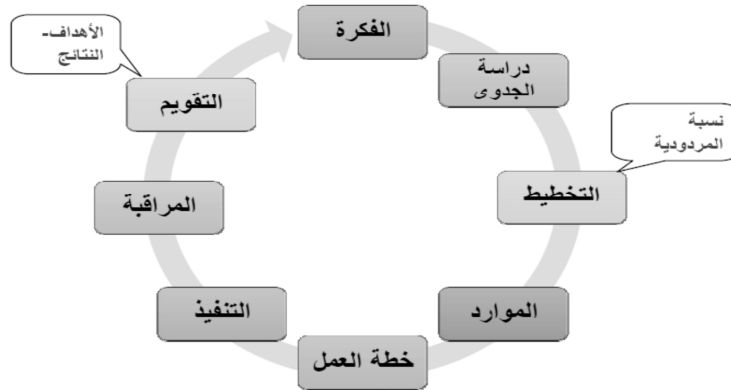 الفكرة
دراسة
الجدوى
نسبة
المردودية
التخطيط
الموارد
خطة العمل
التنفيذ
المراقبة
التقويم
الأهداف-
النتائج